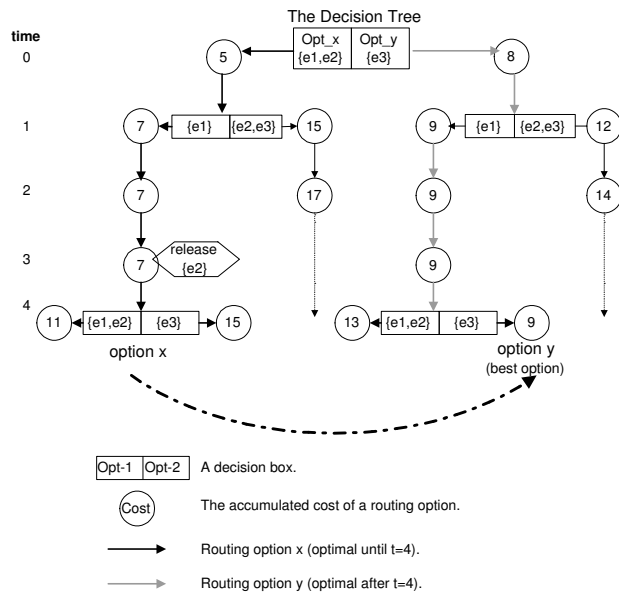 The Decision Tree
time
Opt_x Opt_y
0 5 {e1,e2} {e3} 8
1 7 {e1} {e2,e3} 15 9 {e1} {e2,e3} 12
2 7 17 9 14
release
3 7 {e2} 9
4
11 {e1,e2} {e3} 15 13 {e1,e2} {e3} 9
option x option y
(best option)
Opt-1 Opt-2 A decision box.
Cost The accumulated cost of a routing option.
Routing option x (optimal until t=4).
Routing option y (optimal after t=4).